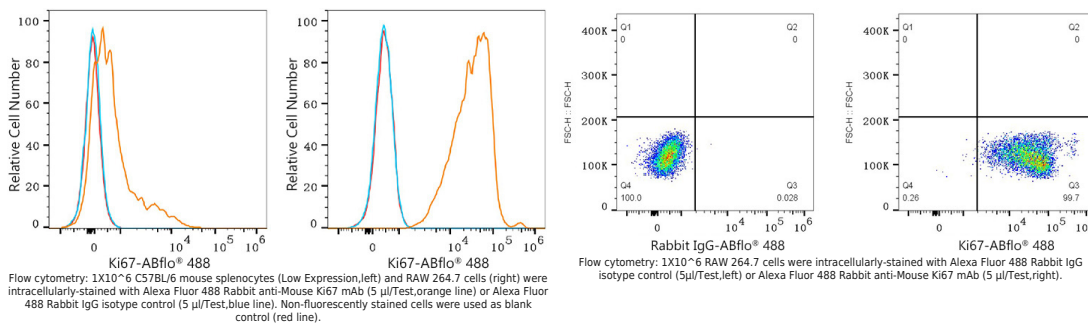 Relative Cell Number
100
80
60
40
20
0
0
10^4
10^5
10^6
Ki67-ABflo® 488
Relative Cell Number
100
80
60
40
20
0
0
10^4
10^5
10^6
Ki67-ABflo® 488
Flow cytometry: 1X10^6 C57BL/6 mouse splenocytes (Low Expression,left) and RAW 264.7 cells (right) were
intracellularly-stained with Alexa Fluor 488 Rabbit anti-Mouse Ki67 mAb (5 µl/Test,orange line) or Alexa Fluor
488 Rabbit IgG isotype control (5 µl/Test,blue line). Non-fluorescently stained cells were used as blank
control (red line).
FSC-H :: FSC-H
400K
300K
200K
100K
0
Q1
0
Q2
0
Q4
100.0
Q3
0.028
0
10^4
10^5
10^6
Rabbit IgG-ABflo® 488
FSC-H :: FSC-H
400K
300K
200K
100K
0
Q1
0
Q2
0
Q4
0.26
Q3
99.7
0
10^4
10^5
10^6
Ki67-ABflo® 488
Flow cytometry: 1X10^6 RAW 264.7 cells were intracellularly-stained with Alexa Fluor 488 Rabbit IgG
isotype control (5µl/Test,left) or Alexa Fluor 488 Rabbit anti-Mouse Ki67 mAb (5 µl/Test,right).